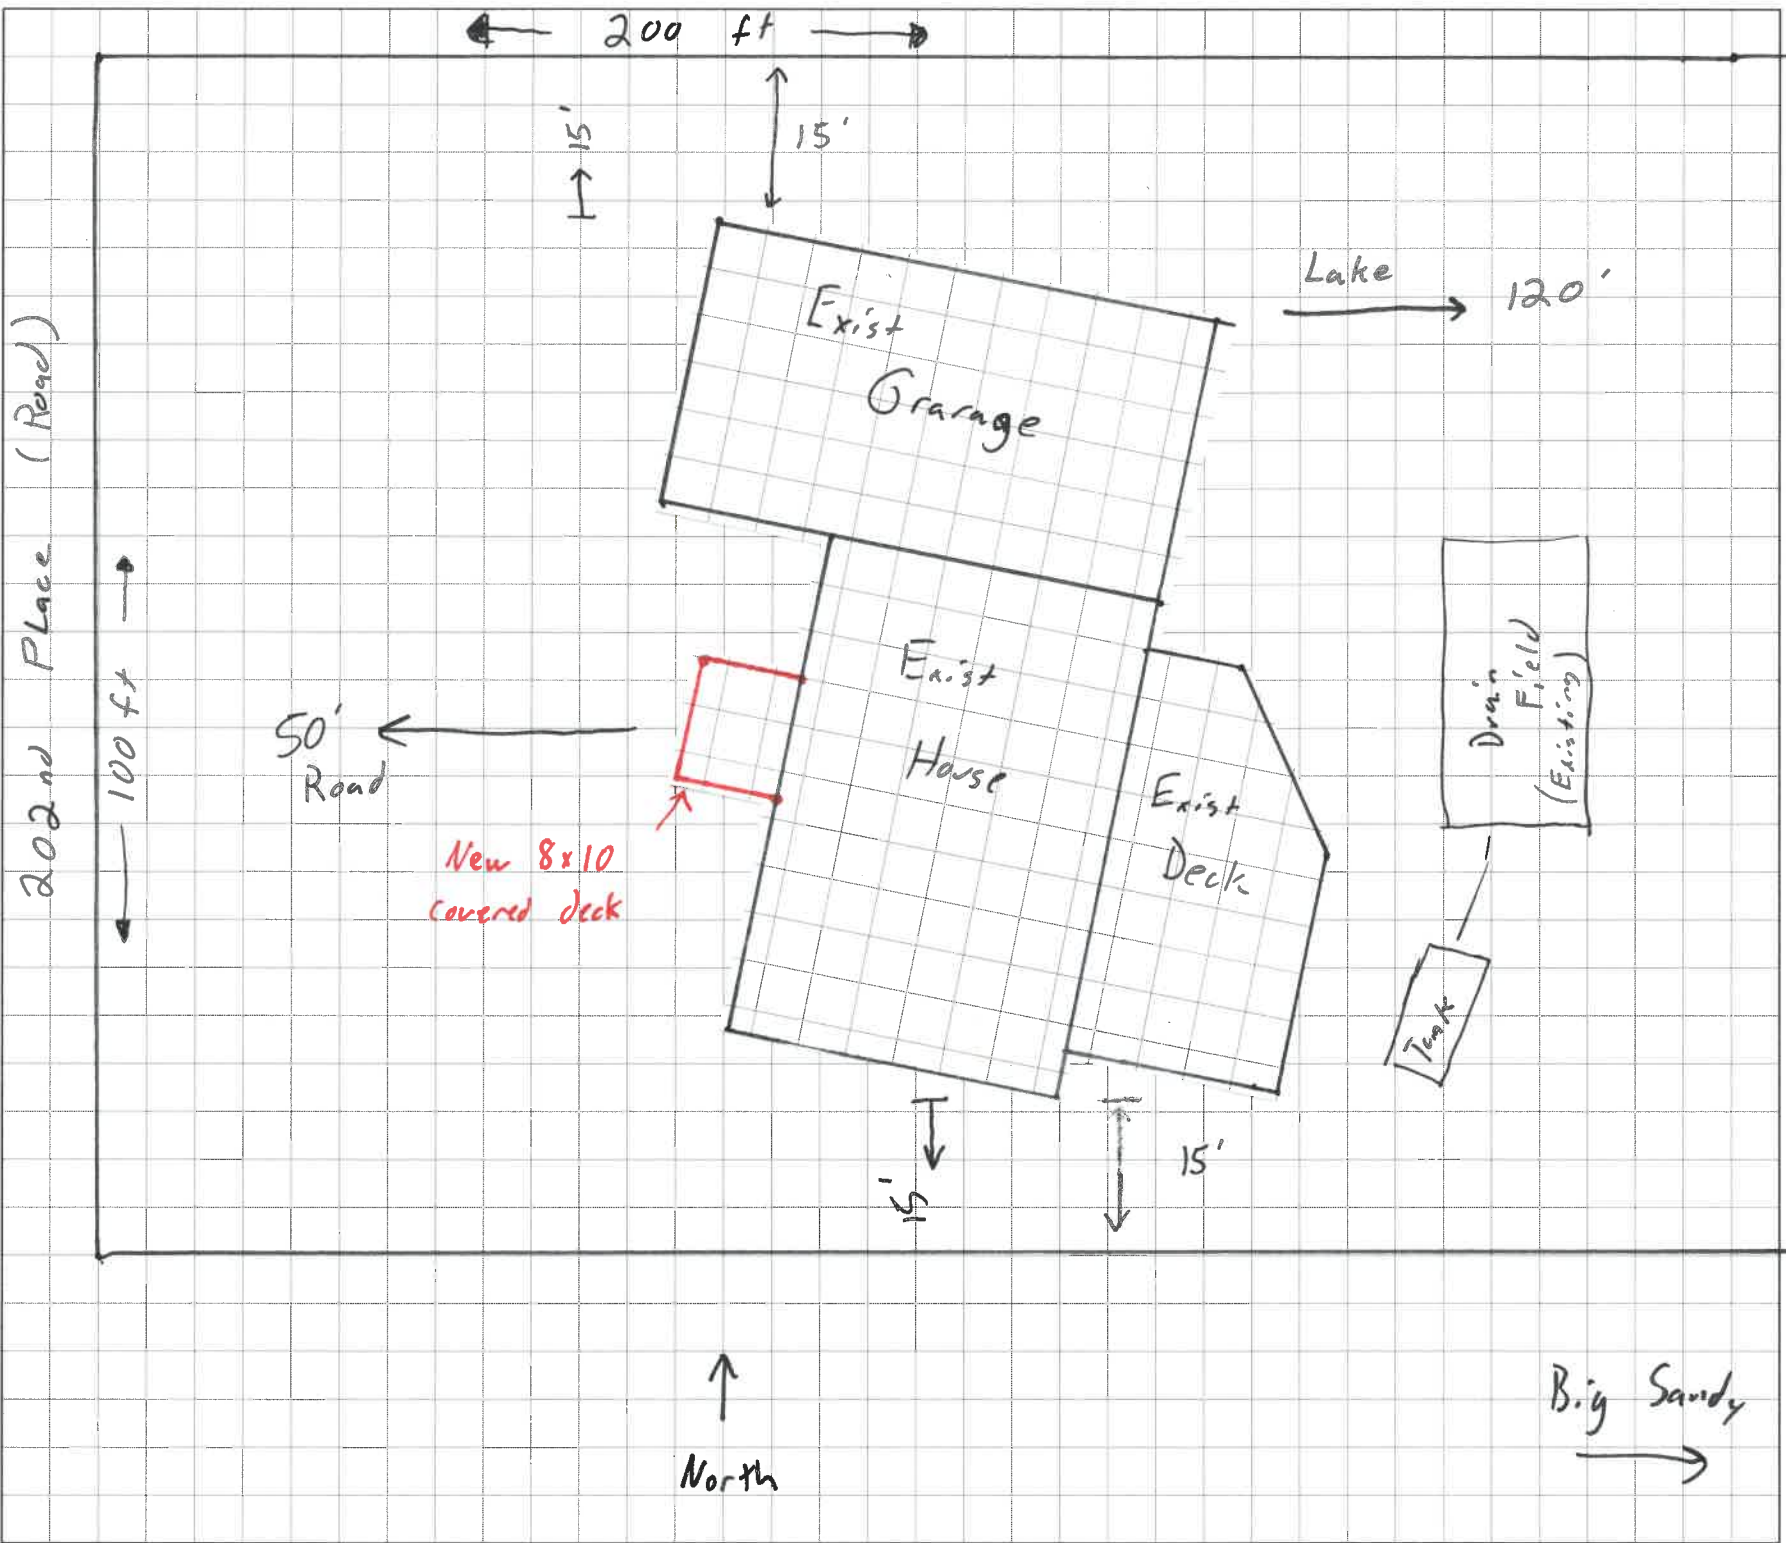 200 ft
15'
15'
Lake
120'
Exist
Grarage
202nd PLace (Road)
100 ft
50'
Road
Exist
House
Exist
Deck
Drain
Field
(Existing)
New 8x10
covered deck
Tank
15'
15'
North
Big Sandy